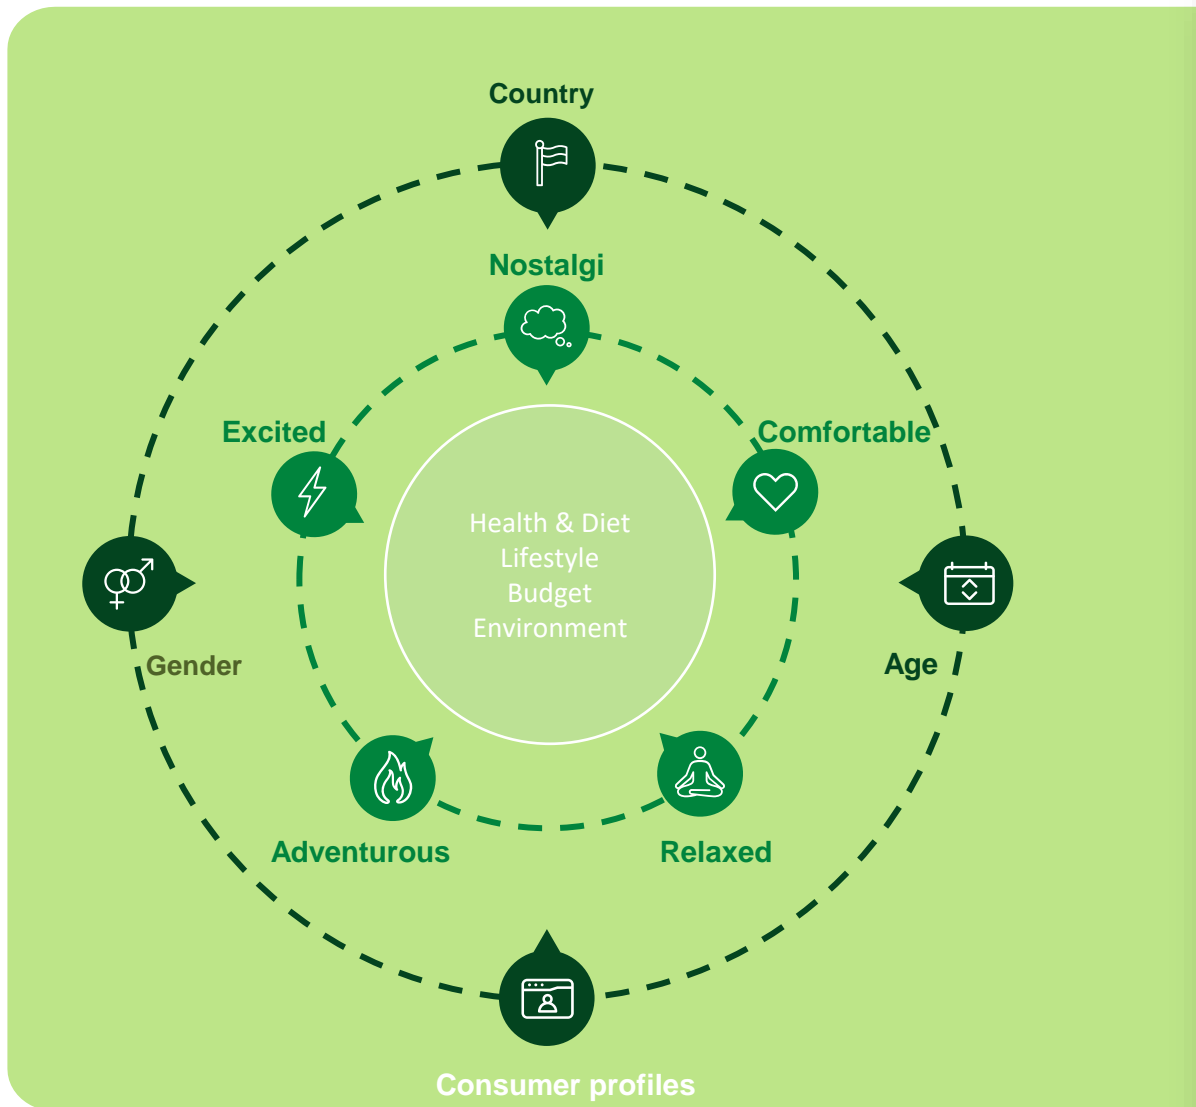 Country
Nostalgi
Excited
Comfortable
Health & Diet
Lifestyle
Budget
Environment
Gender
Age
Adventurous
Relaxed
Consumer profiles